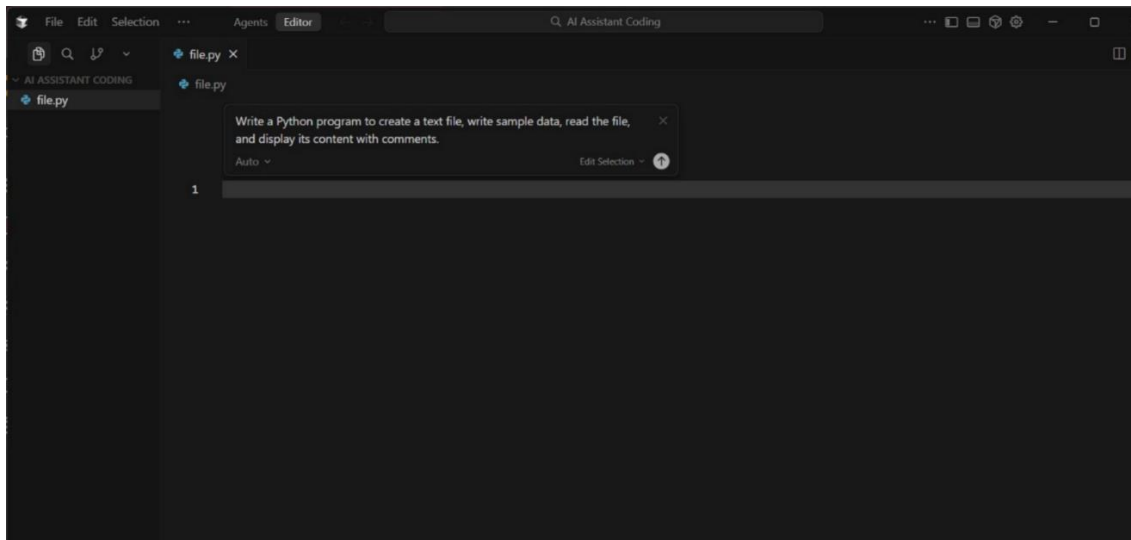 File Edit Selection ··· Agents Editor AI Assistant Coding ···
file.py
AI ASSISTANT CODING
file.py
file.py
Write a Python program to create a text file, write sample data, read the file,
and display its content with comments.
Auto Edit Selection
1